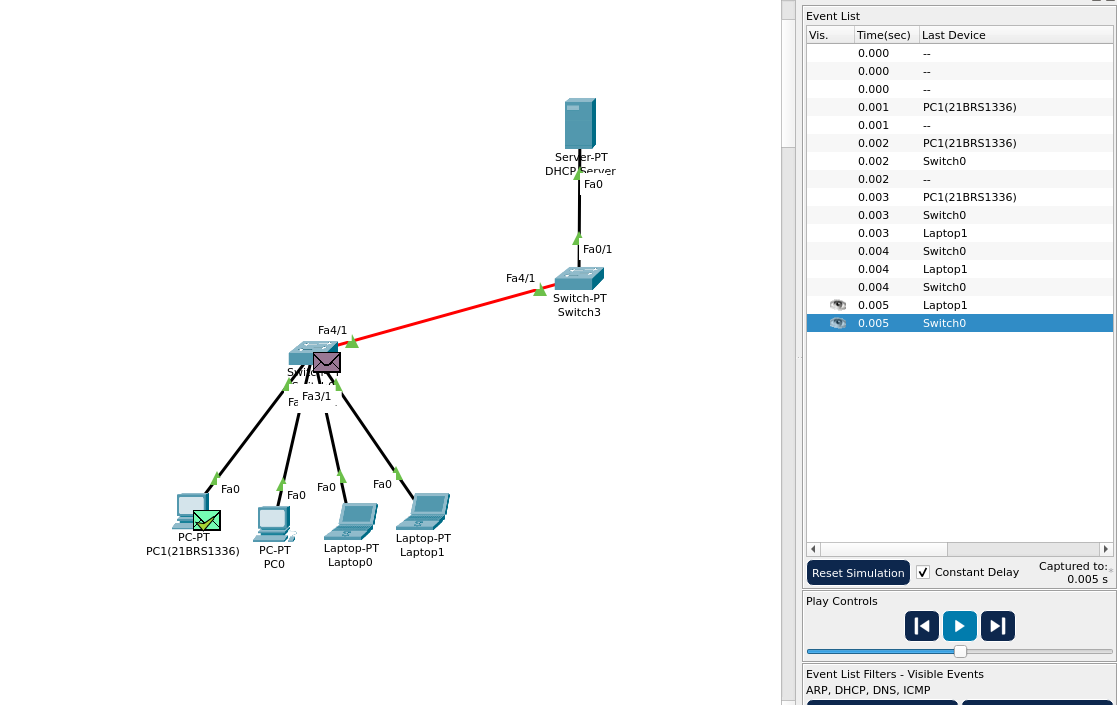 Server-PT
DHCP Server
Fa0
Fa0/1
Fa4/1
Switch-PT
Switch3
Fa4/1
Fa3/1
Fa0
Fa0
Fa0
Fa0
PC-PT
PC1(21BRS1336)
PC-PT
PC0
Laptop-PT
Laptop0
Laptop-PT
Laptop1
Event List
Vis. Time(sec) Last Device
0.000 --
0.000 --
0.000 --
0.001 PC1(21BRS1336)
0.001 --
0.002 PC1(21BRS1336)
0.002 Switch0
0.002 --
0.003 PC1(21BRS1336)
0.003 Switch0
0.003 Laptop1
0.004 Switch0
0.004 Laptop1
0.004 Switch0
0.005 Laptop1
0.005 Switch0
Reset Simulation Constant Delay Captured to:
0.005 s
Play Controls
Event List Filters - Visible Events
ARP, DHCP, DNS, ICMP